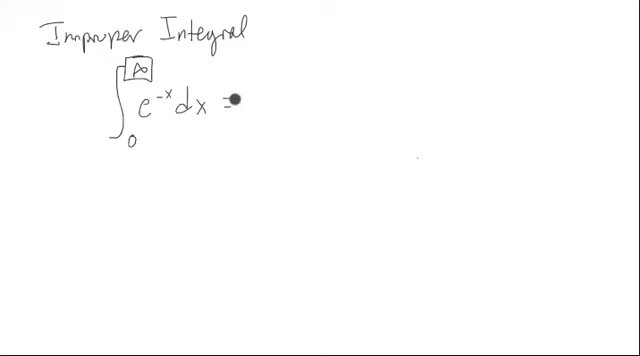 Improper Integral
∫₀^∞ e^{-x} dx =